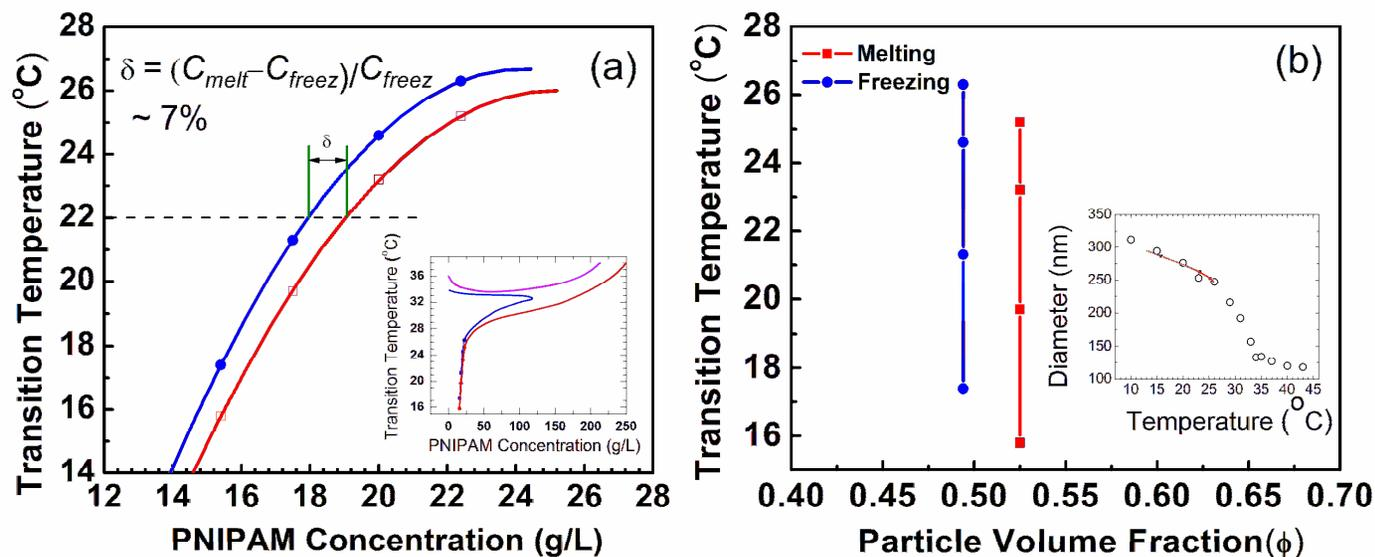 (a)
δ = (C_melt–C_freez)/C_freez
~ 7%
δ
Transition Temperature (°C)
28
26
24
22
20
18
16
14
12 14 16 18 20 22 24 26 28
PNIPAM Concentration (g/L)
Transition Temperature (°C)
36
32
28
24
20
16
0 50 100 150 200 250
PNIPAM Concentration (g/L)
(b)
Melting
Freezing
Transition Temperature (°C)
28
26
24
22
20
18
16
0.40 0.45 0.50 0.55 0.60 0.65 0.70
Particle Volume Fraction(ϕ)
Diameter (nm)
350
300
250
200
150
100
10 15 20 25 30 35 40 45
Temperature (°C)